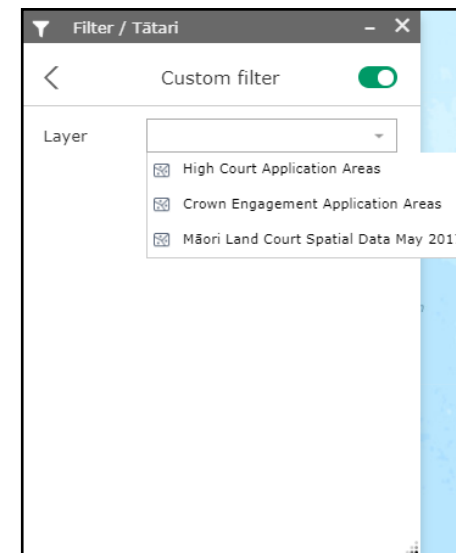 Filter / Tātari
Custom filter
Layer
High Court Application Areas
Crown Engagement Application Areas
Māori Land Court Spatial Data May